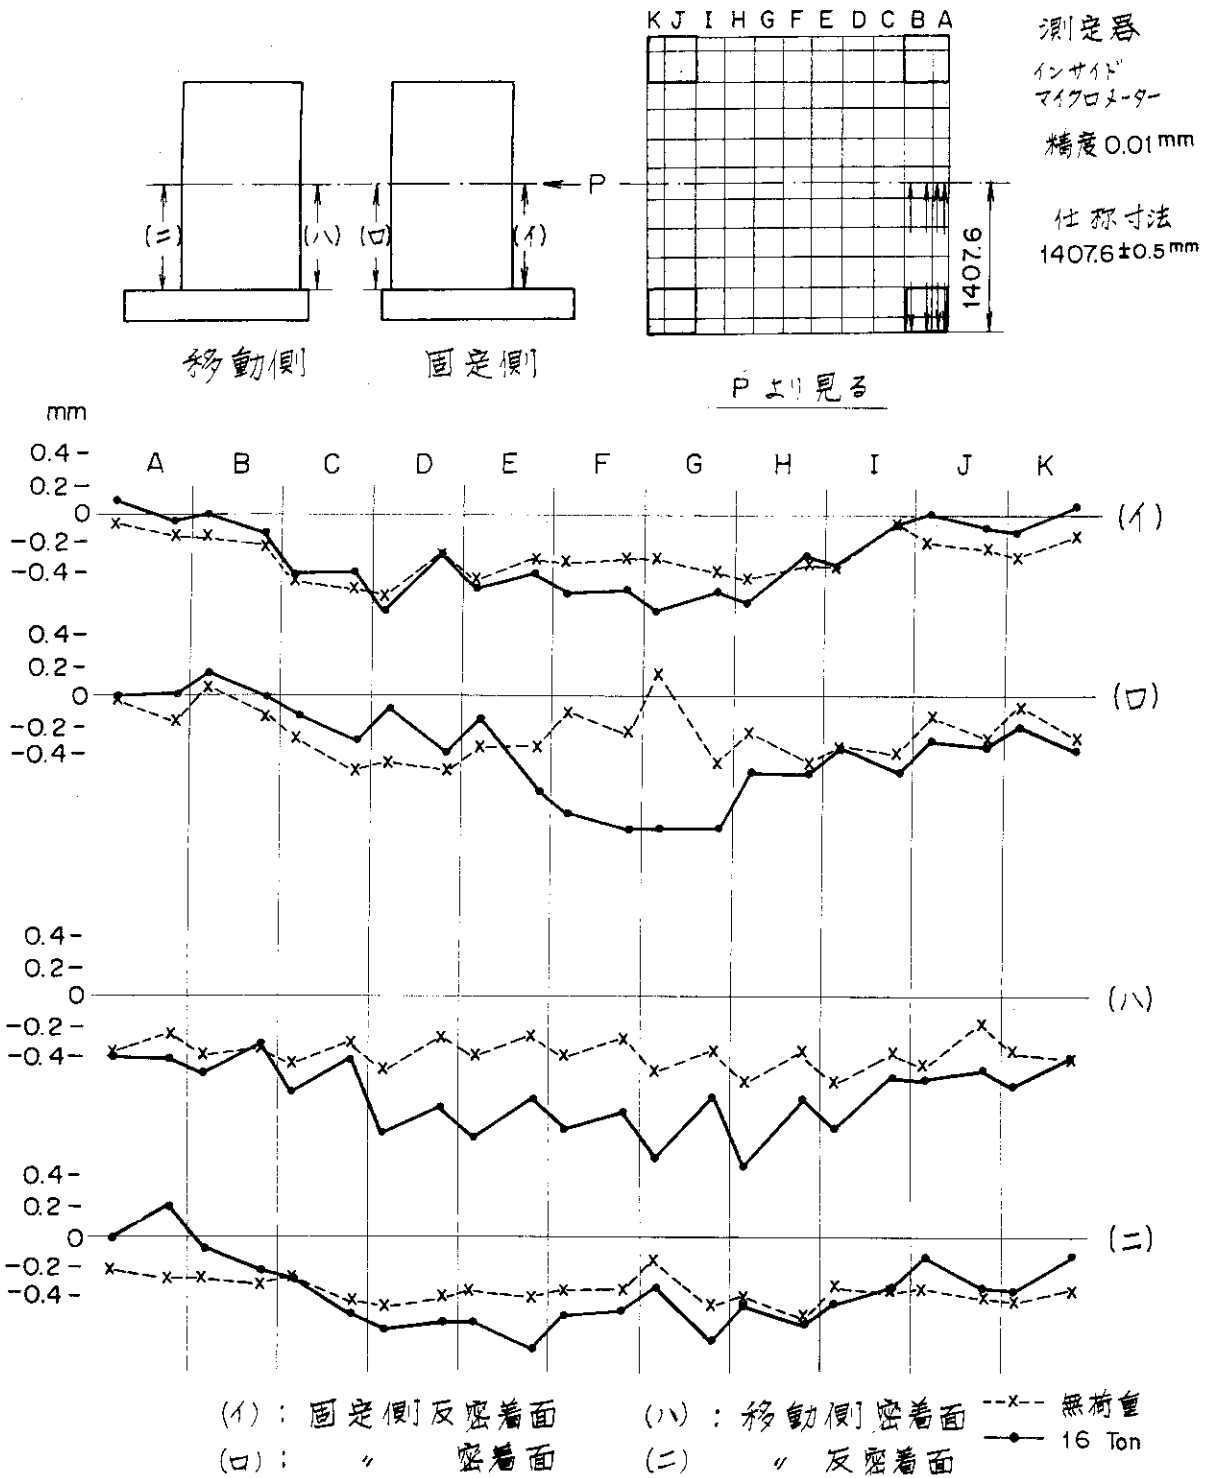 K J I H G F E D C B A
測定器
インサイド
マイクロメーター
精度 0.01mm
仕称寸法
1407.6±0.5mm
(ニ) (ハ) (ロ) (イ)
P
1407.6
移動側 固定側
Pより見る
mm
A B C D E F G H I J K
0.4
0.2
0
-0.2
-0.4
(イ)
0.4
0.2
0
-0.2
-0.4
(ロ)
0.4
0.2
0
-0.2
-0.4
(ハ)
0.4
0.2
0
-0.2
-0.4
(ニ)
(イ): 固定側反密着面 (ハ): 移動側密着面 --x-- 無荷重
(ロ): 〃 密着面 (ニ) 〃 反密着面 16 Ton